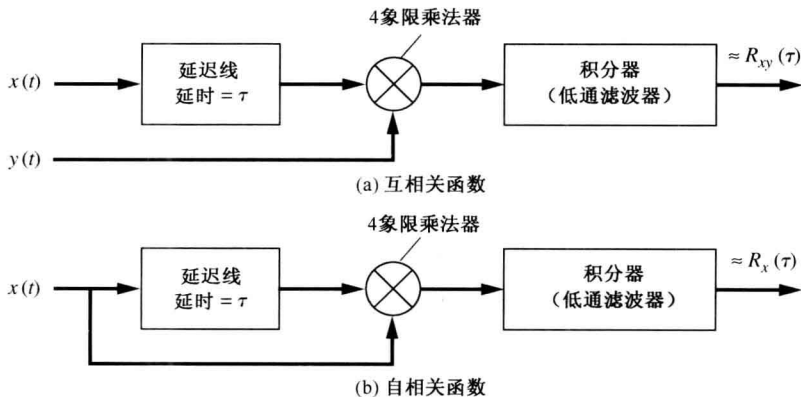 4象限乘法器
x(t)
延迟线
延时 = τ
积分器
(低通滤波器)
≈ Rxy(τ)
y(t)
(a) 互相关函数
4象限乘法器
x(t)
延迟线
延时 = τ
积分器
(低通滤波器)
≈ Rx(τ)
(b) 自相关函数